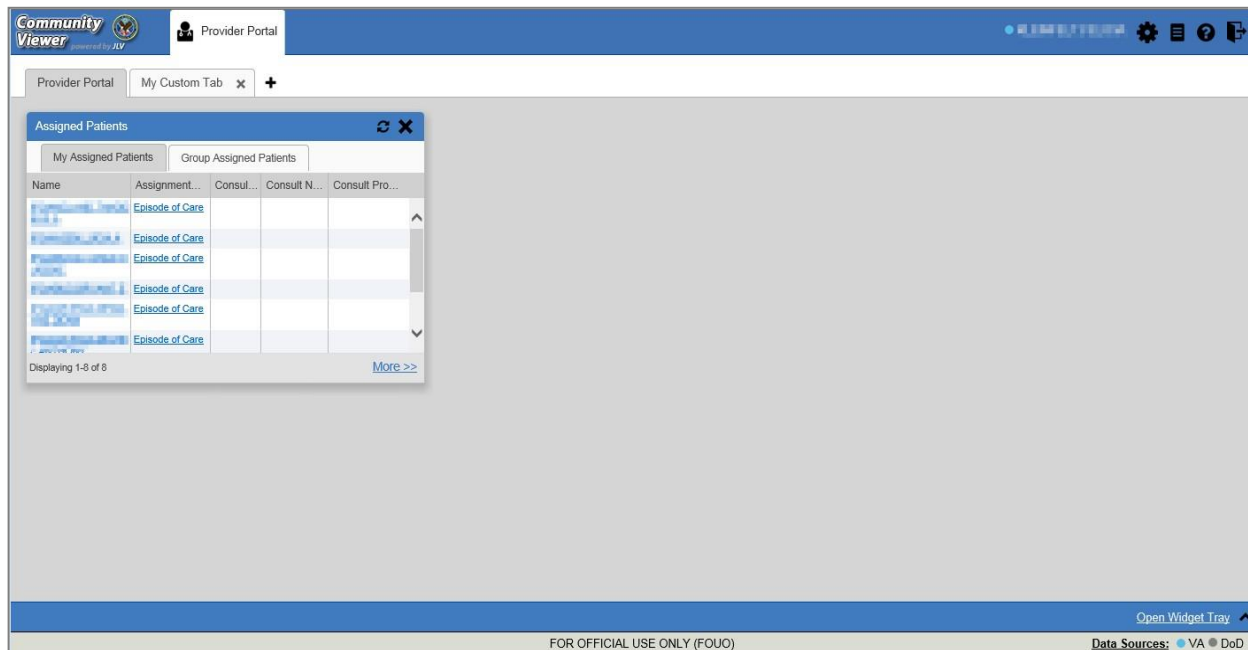 Community
Viewer powered by JLV
Provider Portal
Provider Portal My Custom Tab
Assigned Patients
My Assigned Patients Group Assigned Patients
Name Assignment... Consul... Consult N... Consult Pro...
Episode of Care
Episode of Care
Episode of Care
Episode of Care
Episode of Care
Episode of Care
Displaying 1-8 of 8 More >>
Open Widget Tray
FOR OFFICIAL USE ONLY (FOUO) Data Sources: VA DoD